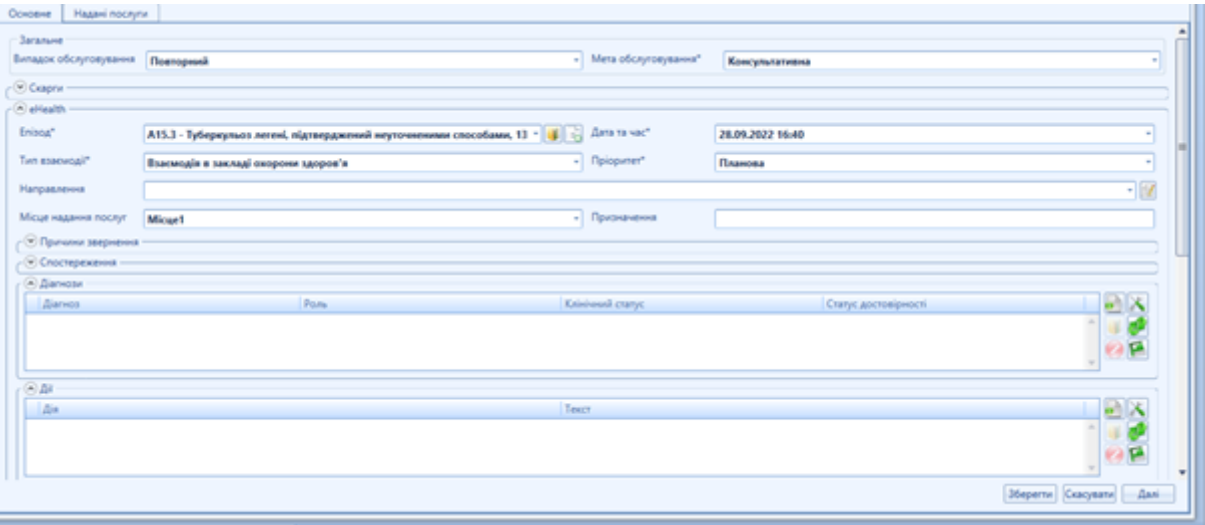 Основне Надані послуги
Загальне
Випадок обслуговування Повторний Мета обслуговування* Консультативна
Скарги
eHealth
Епізод* A15.3 - Туберкульоз легені, підтверджений неуточненими способами, 13 Дата та час* 28.09.2022 16:40
Тип взаємодії* Взаємодія в закладі охорони здоров'я Пріоритет* Планова
Направлення
Місце надання послуг Місце1 Призначення
Причини звернення
Спостереження
Діагнози
Діагноз Роль Клінічний статус Статус достовірності
Дії
Дія Текст
Зберегти Скасувати Далі